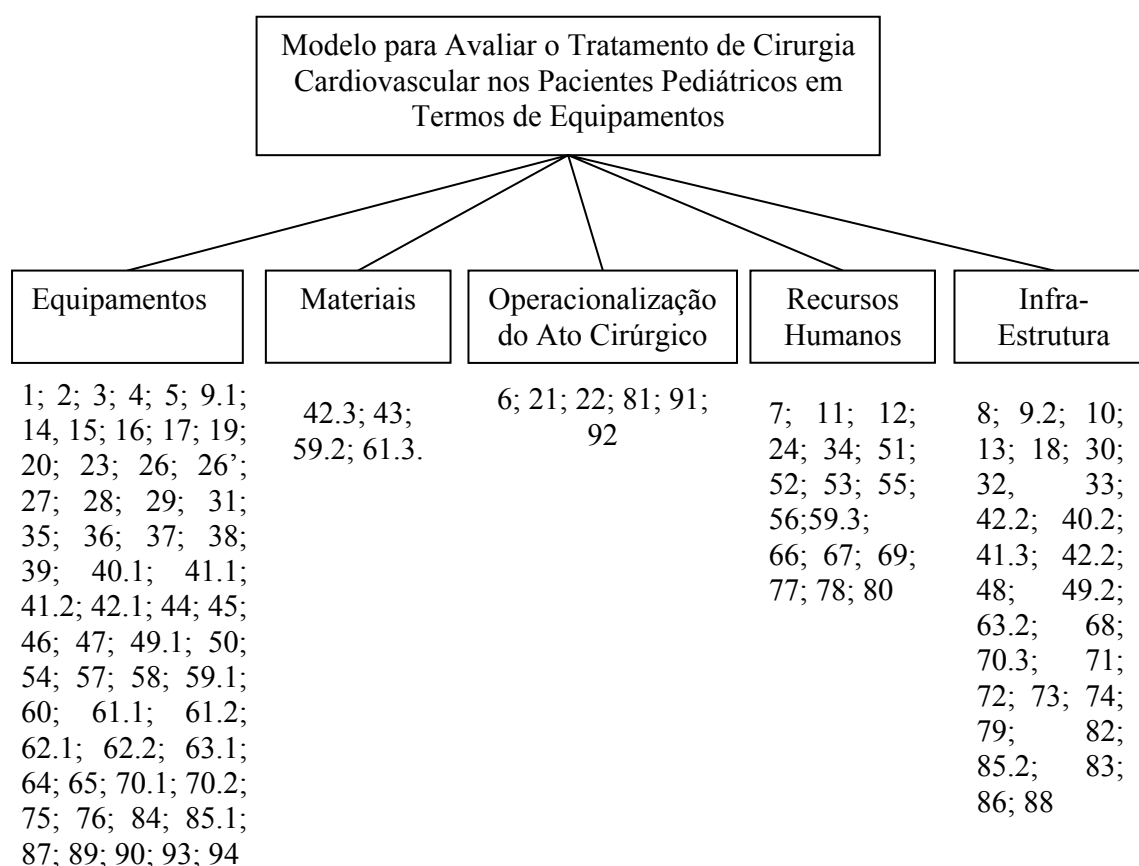 Modelo para Avaliar o Tratamento de Cirurgia
Cardiovascular nos Pacientes Pediátricos em
Termos de Equipamentos
Equipamentos
Materiais
Operacionalização
do Ato Cirúrgico
Recursos
Humanos
Infra-
Estrutura
1; 2; 3; 4; 5; 9.1;
14, 15; 16; 17; 19;
20; 23; 26; 26’;
27; 28; 29; 31;
35; 36; 37; 38;
39; 40.1; 41.1;
41.2; 42.1; 44; 45;
46; 47; 49.1; 50;
54; 57; 58; 59.1;
60; 61.1; 61.2;
62.1; 62.2; 63.1;
64; 65; 70.1; 70.2;
75; 76; 84; 85.1;
87; 89; 90; 93; 94
42.3; 43;
59.2; 61.3.
6; 21; 22; 81; 91;
92
7; 11; 12;
24; 34; 51;
52; 53; 55;
56;59.3;
66; 67; 69;
77; 78; 80
8; 9.2; 10;
13; 18; 30;
32, 33;
42.2; 40.2;
41.3; 42.2;
48; 49.2;
63.2; 68;
70.3; 71;
72; 73; 74;
79; 82;
85.2; 83;
86; 88